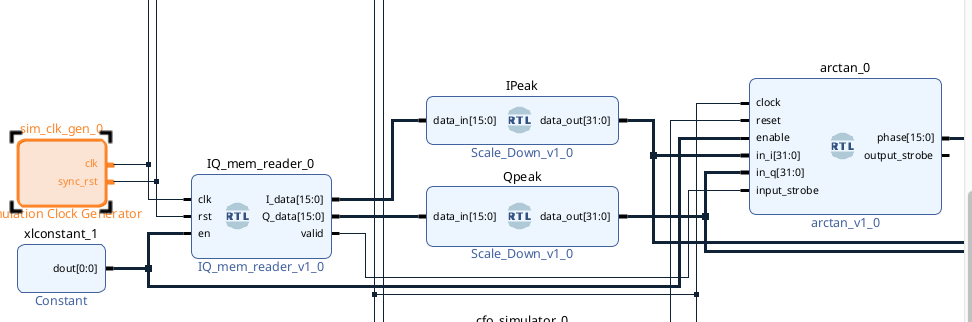 sim_clk_gen_0
clk
sync_rst
ulation Clock Generator
xlconstant_1
dout[0:0]
Constant
IQ_mem_reader_0
clk
rst
en
RTL
I_data[15:0]
Q_data[15:0]
valid
IQ_mem_reader_v1_0
IPeak
data_in[15:0]
RTL
data_out[31:0]
Scale_Down_v1_0
Qpeak
data_in[15:0]
RTL
data_out[31:0]
Scale_Down_v1_0
arctan_0
clock
reset
enable
in_i[31:0]
in_q[31:0]
input_strobe
RTL
phase[15:0]
output_strobe
arctan_v1_0
cfo_simulator_0